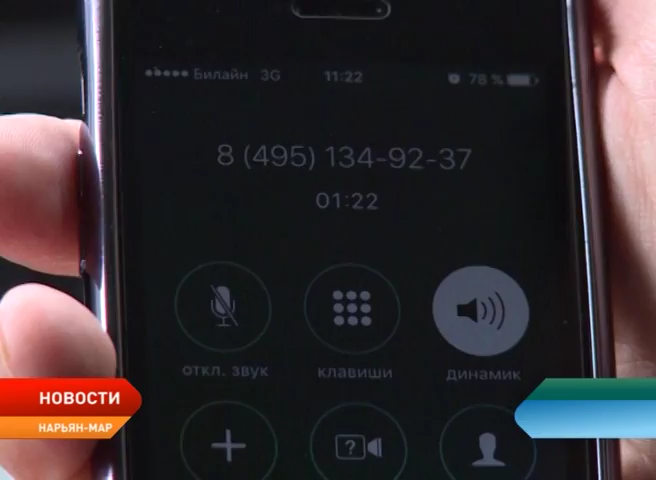 Билайн 3G 11:22 78 %
8 (495) 134-92-37
01:22
откл. звук клавиши динамик
?
НОВОСТИ
НАРЬЯН-МАР